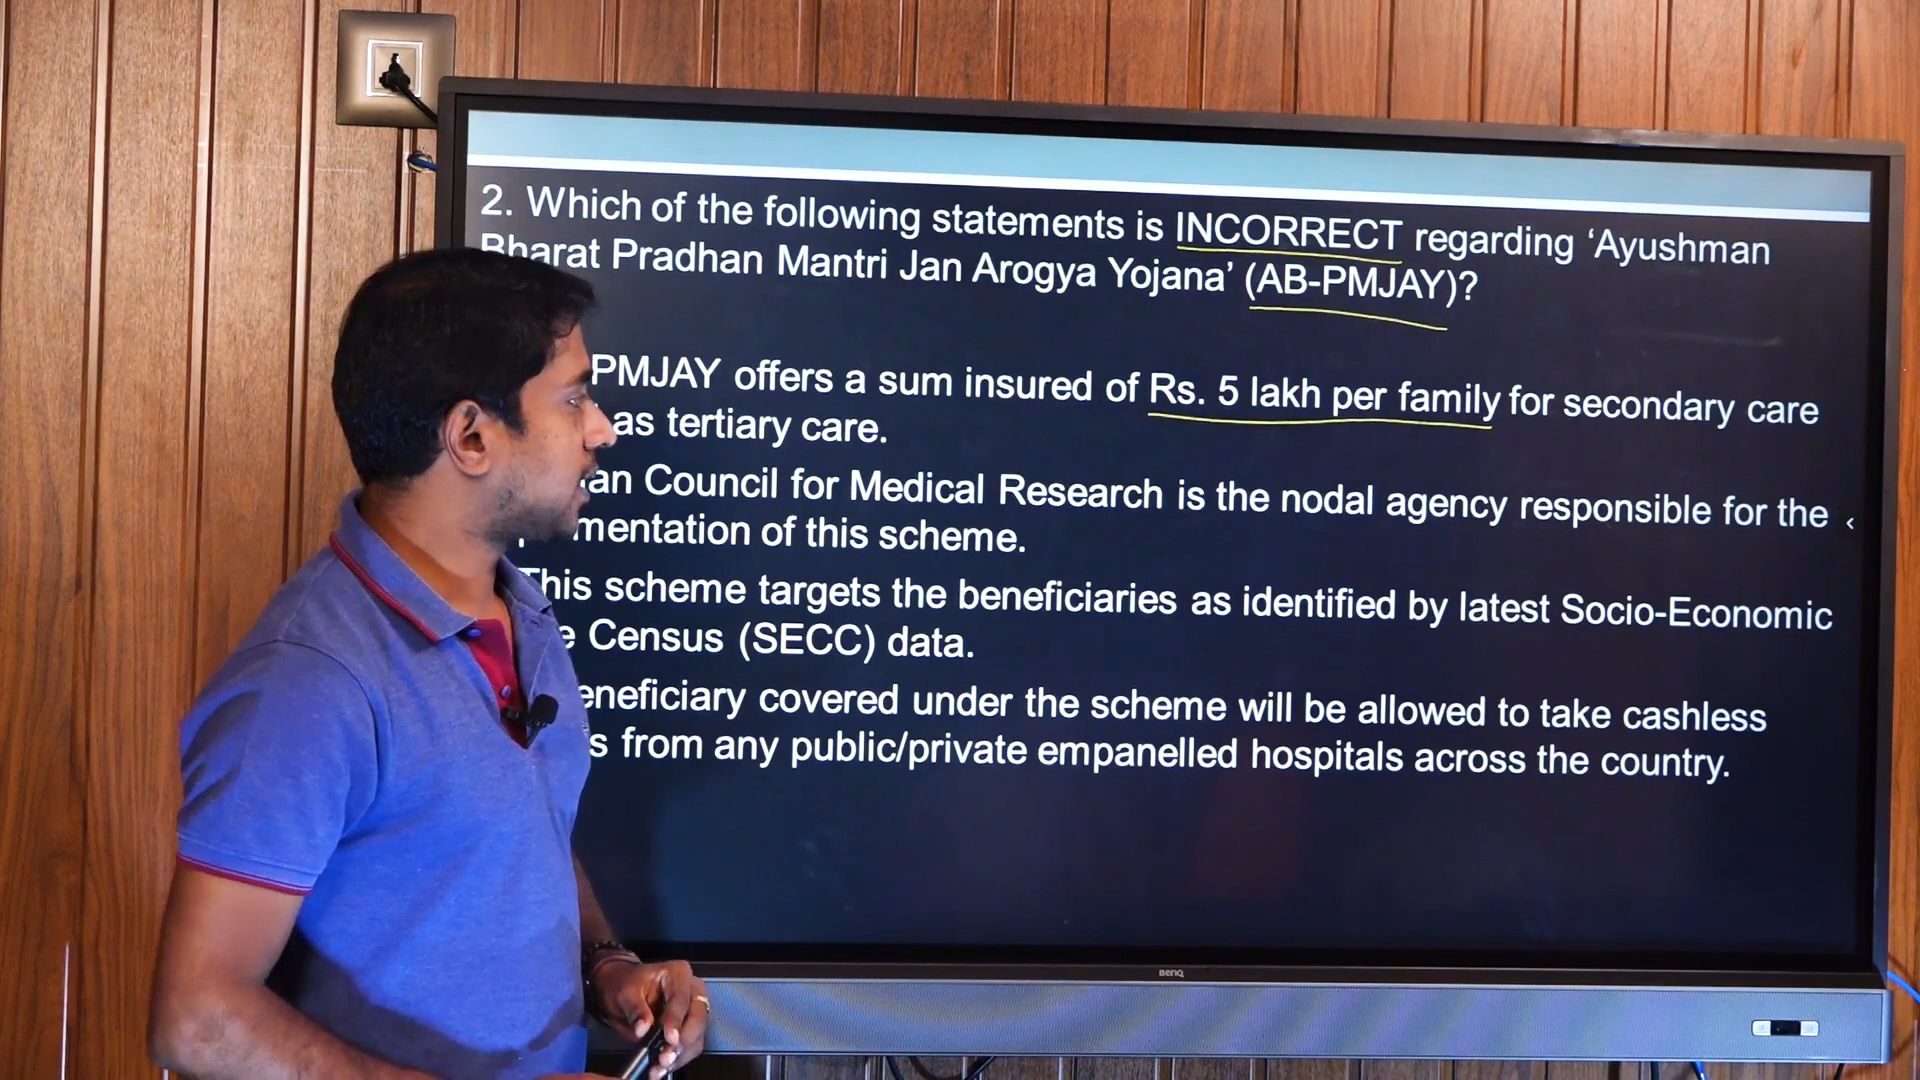 2. Which of the following statements is INCORRECT regarding ‘Ayushman
Bharat Pradhan Mantri Jan Arogya Yojana’ (AB-PMJAY)?
PMJAY offers a sum insured of Rs. 5 lakh per family for secondary care
as tertiary care.
Council for Medical Research is the nodal agency responsible for the
of this scheme.
This scheme targets the beneficiaries as identified by latest Socio-Economic
Census (SECC) data.
covered under the scheme will be allowed to take cashless
from any public/private empanelled hospitals across the country.
BenQ